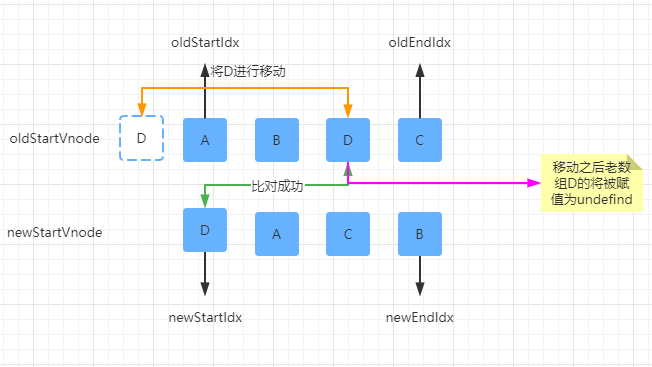 oldStartIdx
oldEndIdx
将D进行移动
oldStartVnode
D
A
B
D
C
移动之后老数
组D的将被赋
值为undefind
比对成功
newStartVnode
D
A
C
B
newStartIdx
newEndIdx